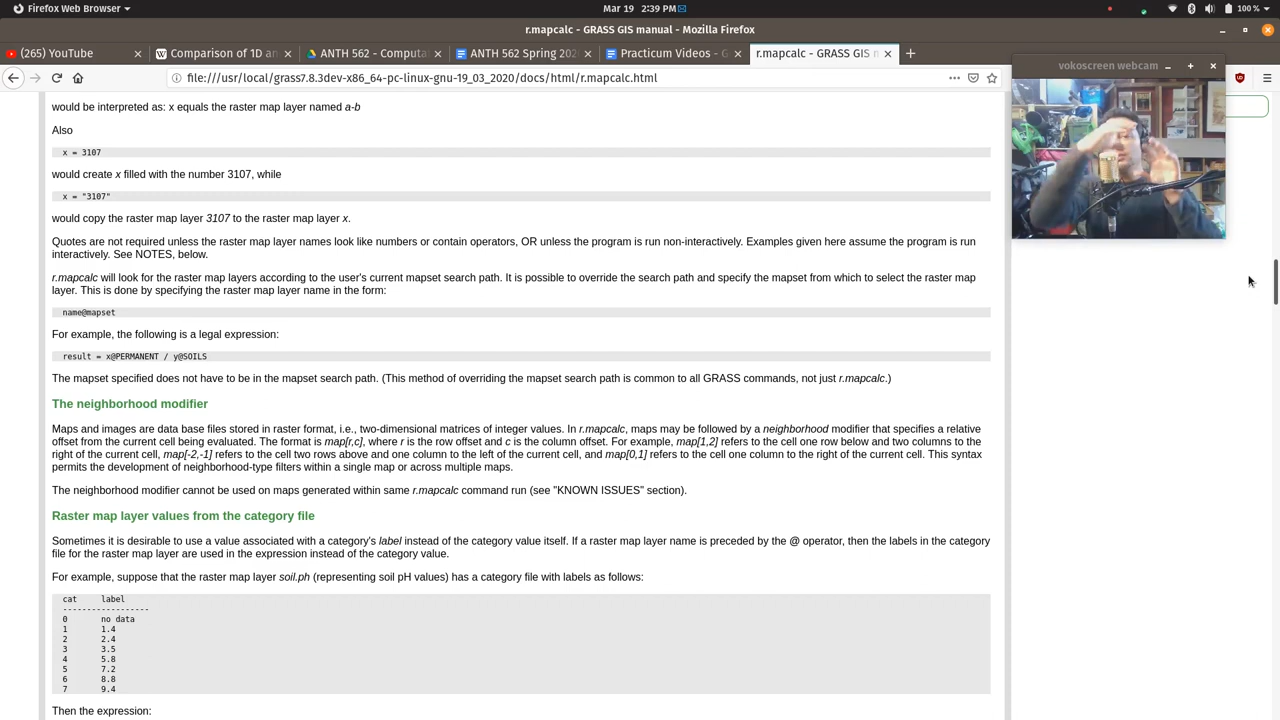 Firefox Web Browser
Mar 19 2:39 PM
100 %
r.mapcalc - GRASS GIS manual - Mozilla Firefox
(265) YouTube
Comparison of 1D an
ANTH 562 - Computa
ANTH 562 Spring 202
Practicum Videos - G
r.mapcalc - GRASS GIS m
file:///usr/local/grass7.8.3dev-x86_64-pc-linux-gnu-19_03_2020/docs/html/r.mapcalc.html
vokoscreen webcam
would be interpreted as: x equals the raster map layer named a-b
Also
x = 3107
would create x filled with the number 3107, while
x = "3107"
would copy the raster map layer 3107 to the raster map layer x.
Quotes are not required unless the raster map layer names look like numbers or contain operators, OR unless the program is run non-interactively. Examples given here assume the program is run
interactively. See NOTES, below.
r.mapcalc will look for the raster map layers according to the user's current mapset search path. It is possible to override the search path and specify the mapset from which to select the raster map
layer. This is done by specifying the raster map layer name in the form:
name@mapset
For example, the following is a legal expression:
result = x@PERMANENT / y@SOILS
The mapset specified does not have to be in the mapset search path. (This method of overriding the mapset search path is common to all GRASS commands, not just r.mapcalc.)
The neighborhood modifier
Maps and images are data base files stored in raster format, i.e., two-dimensional matrices of integer values. In r.mapcalc, maps may be followed by a neighborhood modifier that specifies a relative
offset from the current cell being evaluated. The format is map[r,c], where r is the row offset and c is the column offset. For example, map[1,2] refers to the cell one row below and two columns to the
right of the current cell, map[-2,-1] refers to the cell two rows above and one column to the left of the current cell, and map[0,1] refers to the cell one column to the right of the current cell. This syntax
permits the development of neighborhood-type filters within a single map or across multiple maps.
The neighborhood modifier cannot be used on maps generated within same r.mapcalc command run (see "KNOWN ISSUES" section).
Raster map layer values from the category file
Sometimes it is desirable to use a value associated with a category's label instead of the category value itself. If a raster map layer name is preceded by the @ operator, then the labels in the category
file for the raster map layer are used in the expression instead of the category value.
For example, suppose that the raster map layer soil.ph (representing soil pH values) has a category file with labels as follows:
cat label
------------------
0 no data
1 1.4
2 2.4
3 3.5
4 5.8
5 7.2
6 8.8
7 9.4
Then the expression: